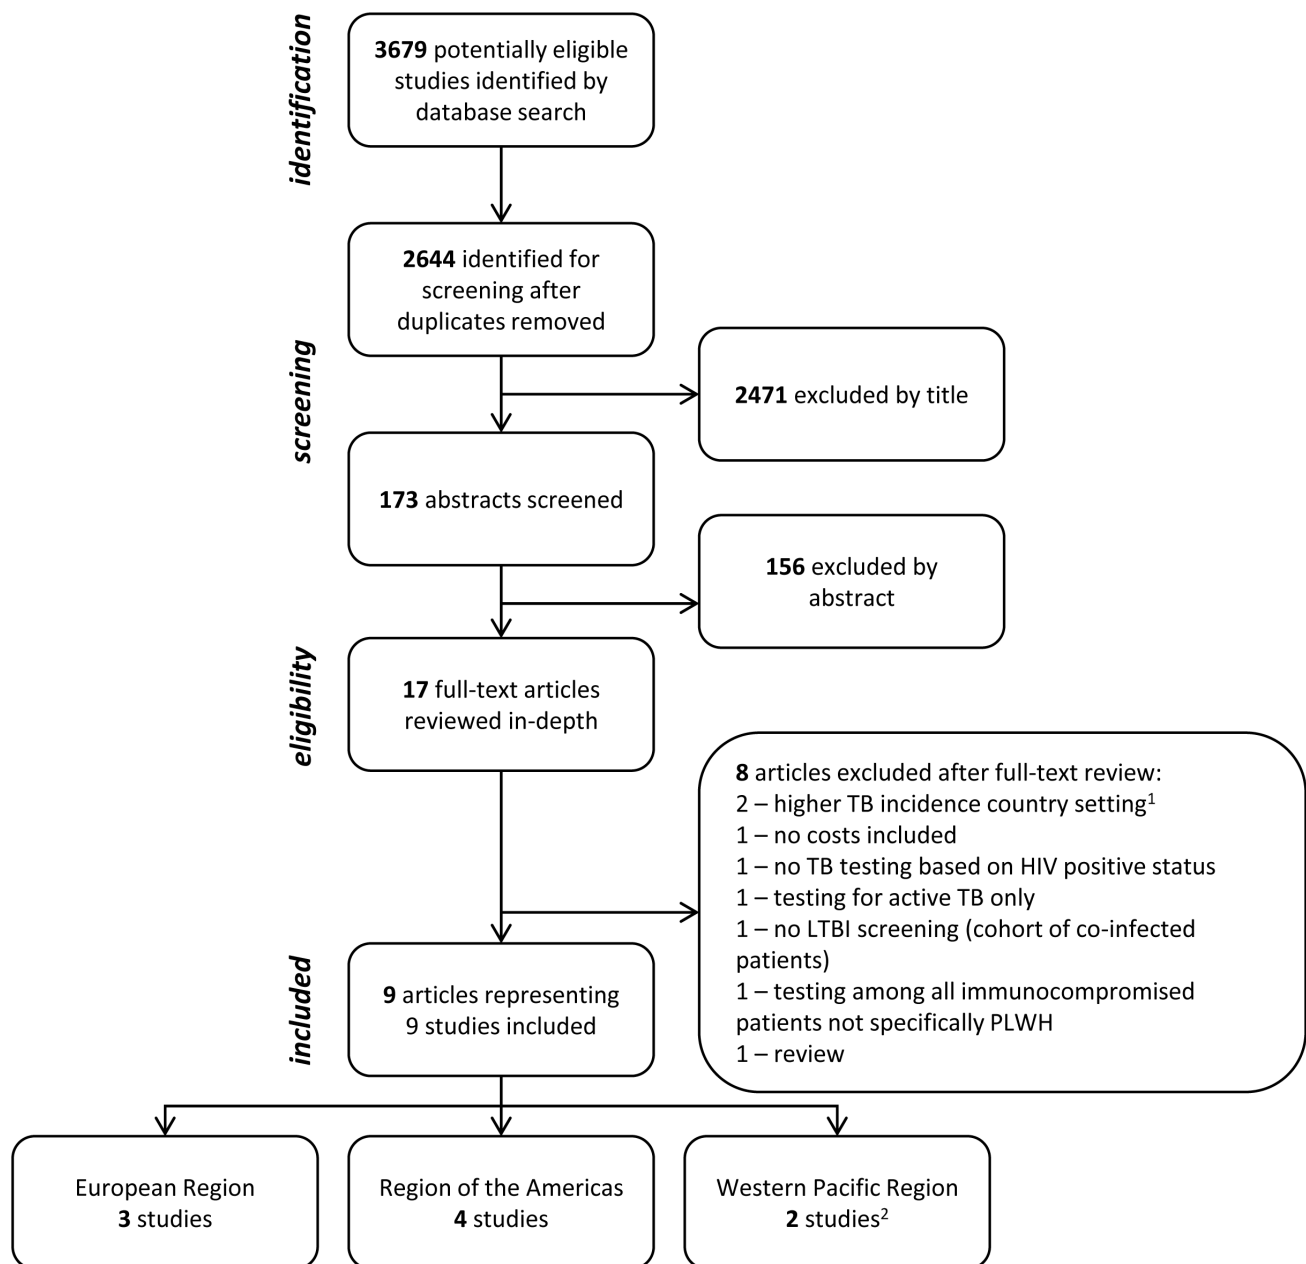 identification
3679 potentially eligible
studies identified by
database search
2644 identified for
screening after
duplicates removed
screening
2471 excluded by title
173 abstracts screened
156 excluded by
abstract
eligibility
17 full-text articles
reviewed in-depth
8 articles excluded after full-text review:
2 – higher TB incidence country setting¹
1 – no costs included
1 – no TB testing based on HIV positive status
1 – testing for active TB only
1 – no LTBI screening (cohort of co-infected
patients)
1 – testing among all immunocompromised
patients not specifically PLWH
1 – review
included
9 articles representing
9 studies included
European Region
3 studies
Region of the Americas
4 studies
Western Pacific Region
2 studies²